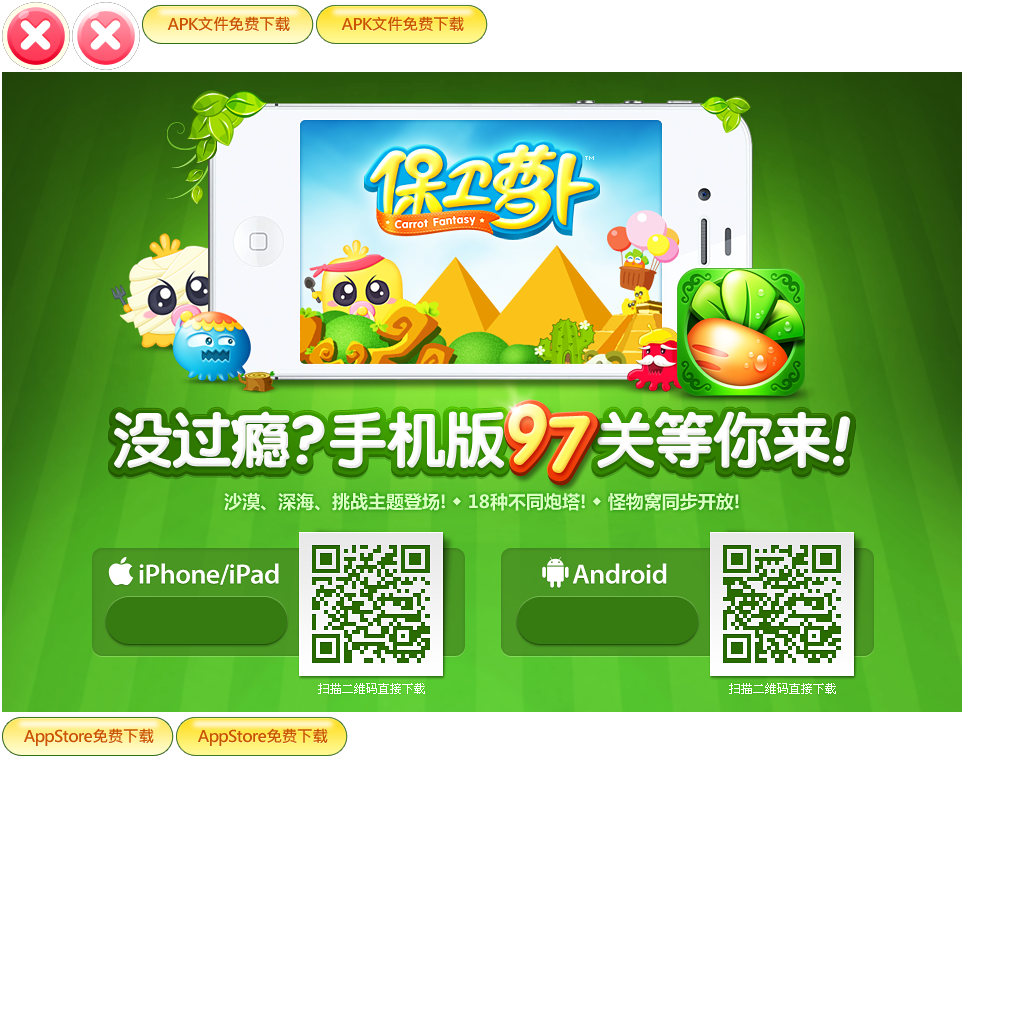 APK文件免费下载
APK文件免费下载
保卫萝卜™
Carrot Fantasy
没过瘾?手机版97关等你来!
沙漠、深海、挑战主题登场!◆18种不同炮塔!◆怪物窝同步开放!
iPhone/iPad
Android
扫描二维码直接下载
扫描二维码直接下载
AppStore免费下载
AppStore免费下载